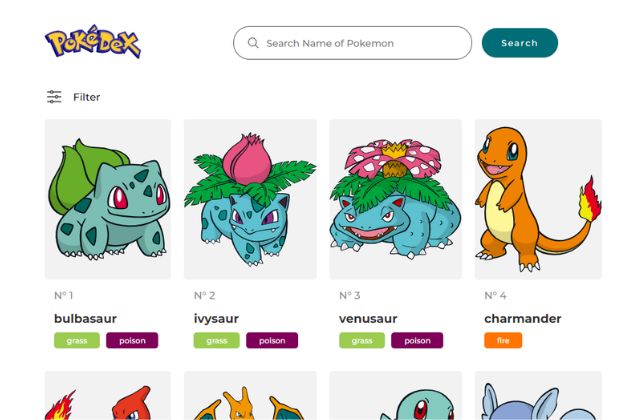 PoKéDeX
Search Name of Pokemon
Search
Filter
N° 1
N° 2
N° 3
N° 4
bulbasaur
ivysaur
venusaur
charmander
grass poison
grass poison
grass poison
fire